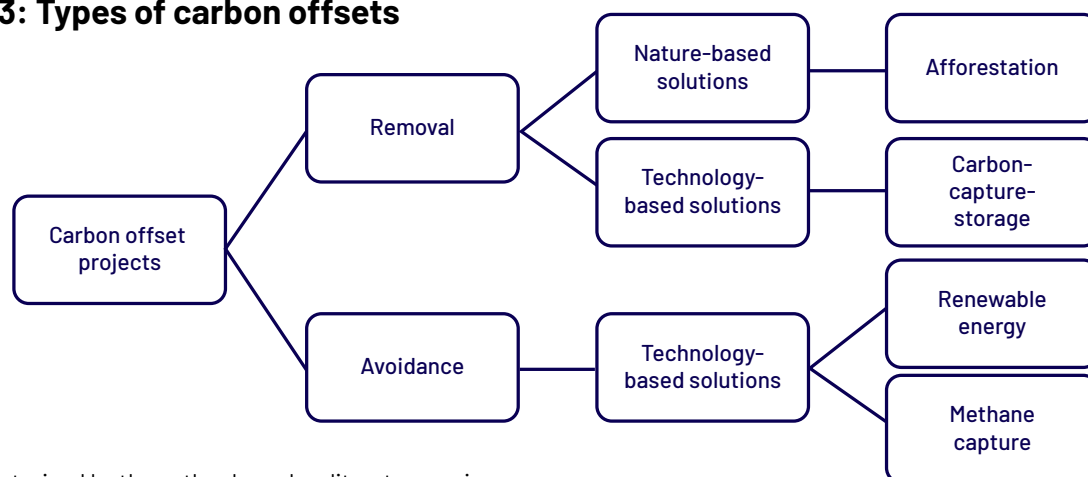 3: Types of carbon offsets
Nature-based
solutions
Afforestation
Removal
Technology-
based solutions
Carbon-
capture-
storage
Carbon offset
projects
Renewable
energy
Avoidance
Technology-
based solutions
Methane
capture